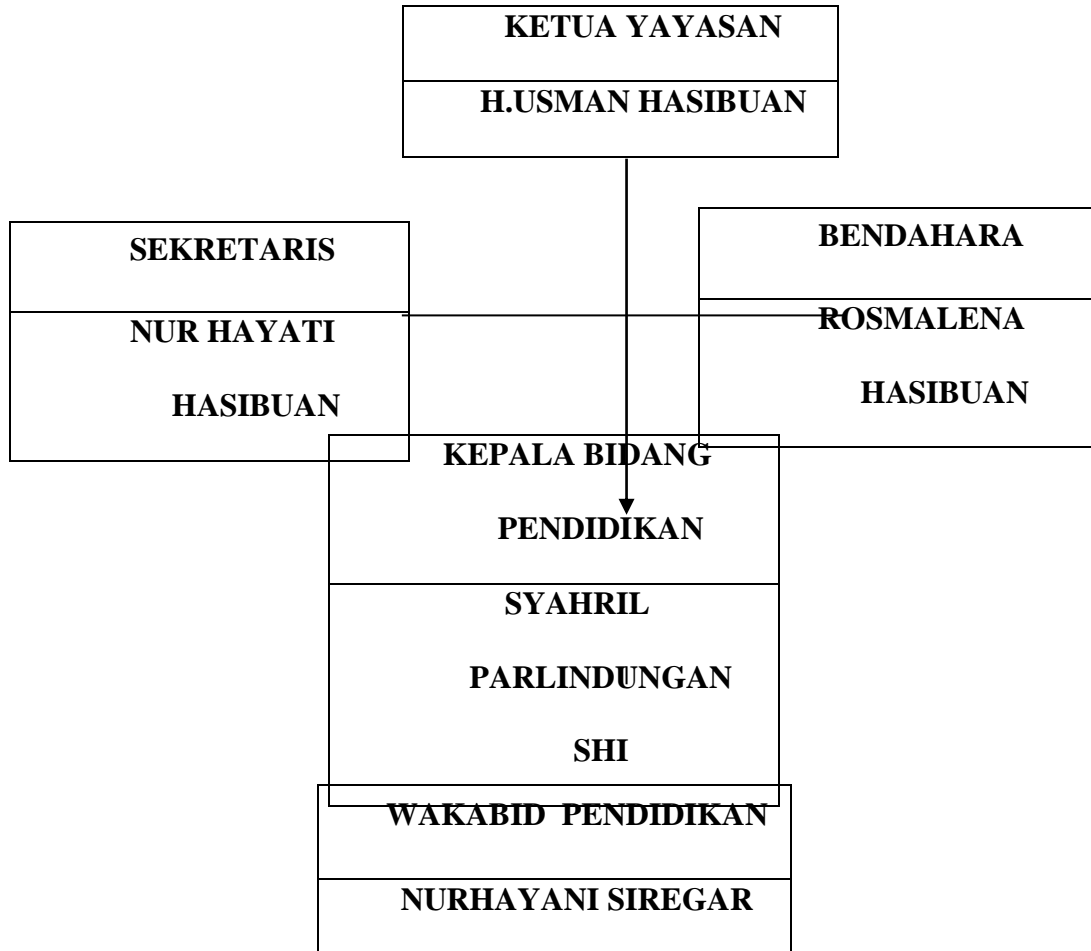 KETUA YAYASAN
H.USMAN HASIBUAN
SEKRETARIS
NUR HAYATI
HASIBUAN
BENDAHARA
ROSMALENA
HASIBUAN
KEPALA BIDANG
PENDIDIKAN
SYAHRIL
PARLINDUNGAN
SHI
WAKABID PENDIDIKAN
NURHAYANI SIREGAR